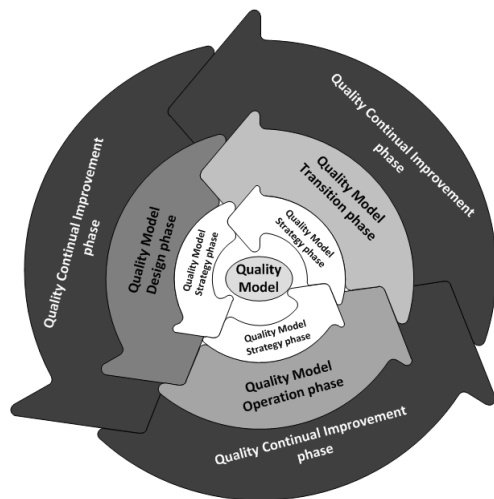 Quality Continual Improvement
phase
Quality Continual Improvement
phase
Quality Model
Transition phase
Quality Model
Design phase
Quality Model
Strategy phase
Quality Model
Strategy phase
Quality
Model
Quality Model
Strategy phase
Quality Model
Operation phase
Quality Continual Improvement
phase